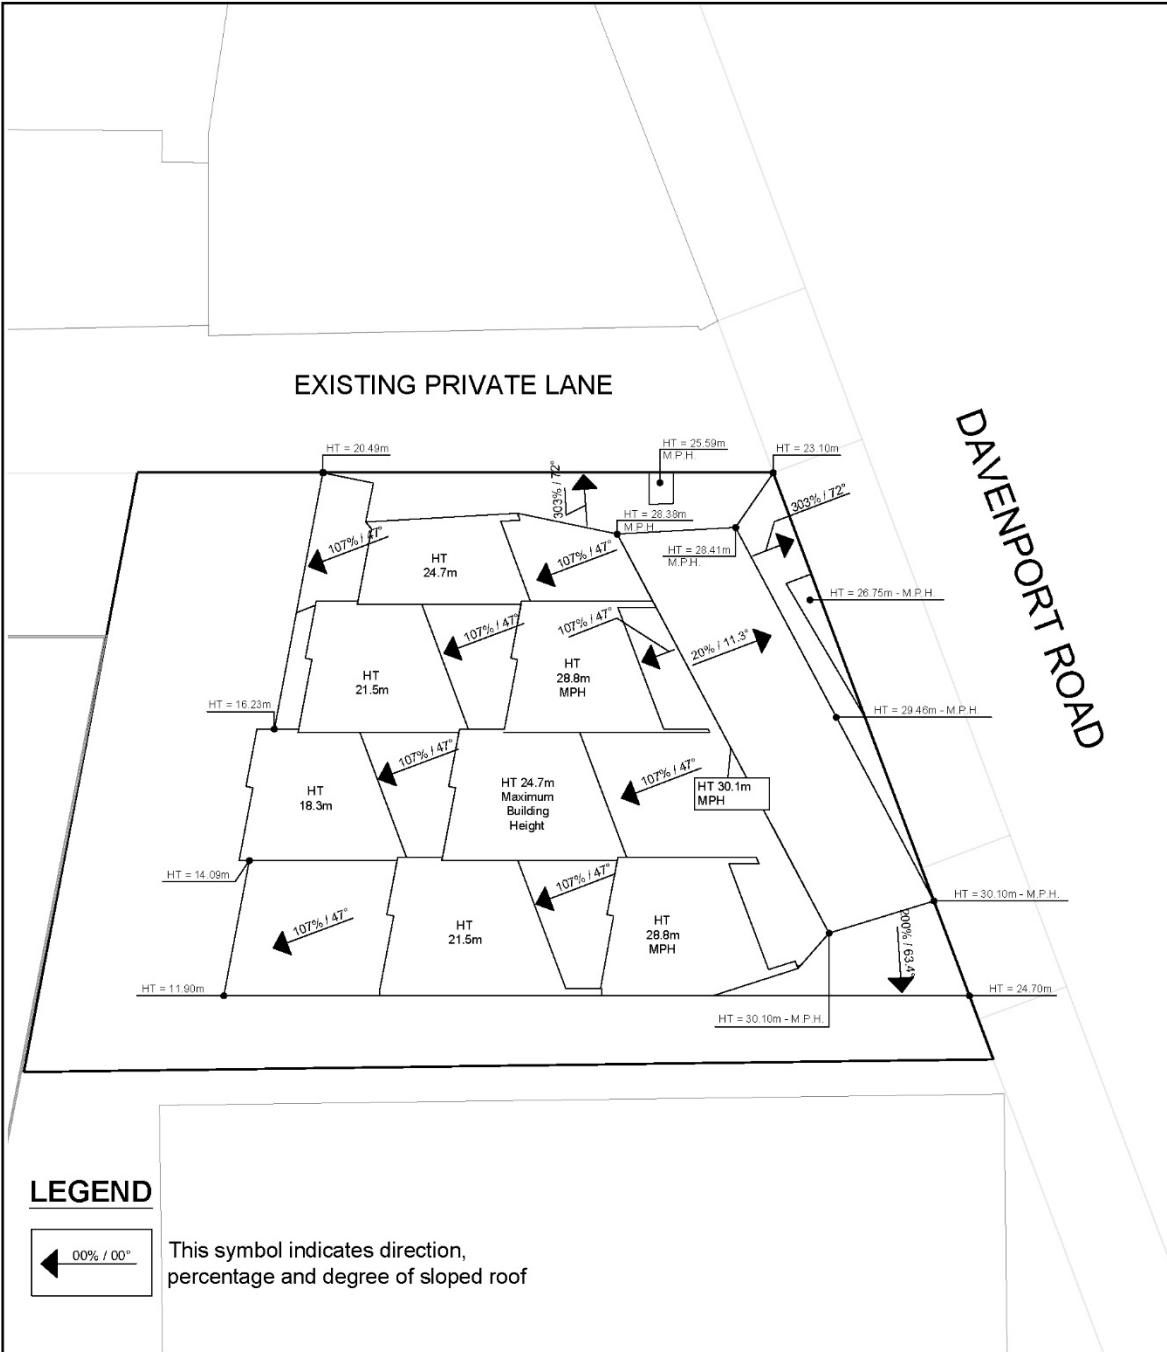 EXISTING PRIVATE LANE
DAVENPORT ROAD
HT = 20.49m
HT = 25.59m
M.P.H.
HT = 23.10m
303% / 72°
303% / 72°
HT = 28.38m
M.P.H.
HT = 28.41m
M.P.H.
107% / 47°
HT
24.7m
107% / 47°
HT = 26.75m - M.P.H.
107% / 47°
107% / 47°
20% / 11.3°
HT
21.5m
HT
28.8m
MPH
HT = 16.23m
HT = 29.46m - M.P.H.
107% / 47°
107% / 47°
HT
18.3m
HT 24.7m
Maximum
Building
Height
HT 30.1m
MPH
HT = 14.09m
107% / 47°
HT = 30.10m - M.P.H.
107% / 47°
HT
21.5m
HT
28.8m
MPH
HT = 11.90m
HT = 24.70m
HT = 30.10m - M.P.H.
LEGEND
00% / 00°
This symbol indicates direction,
percentage and degree of sloped roof